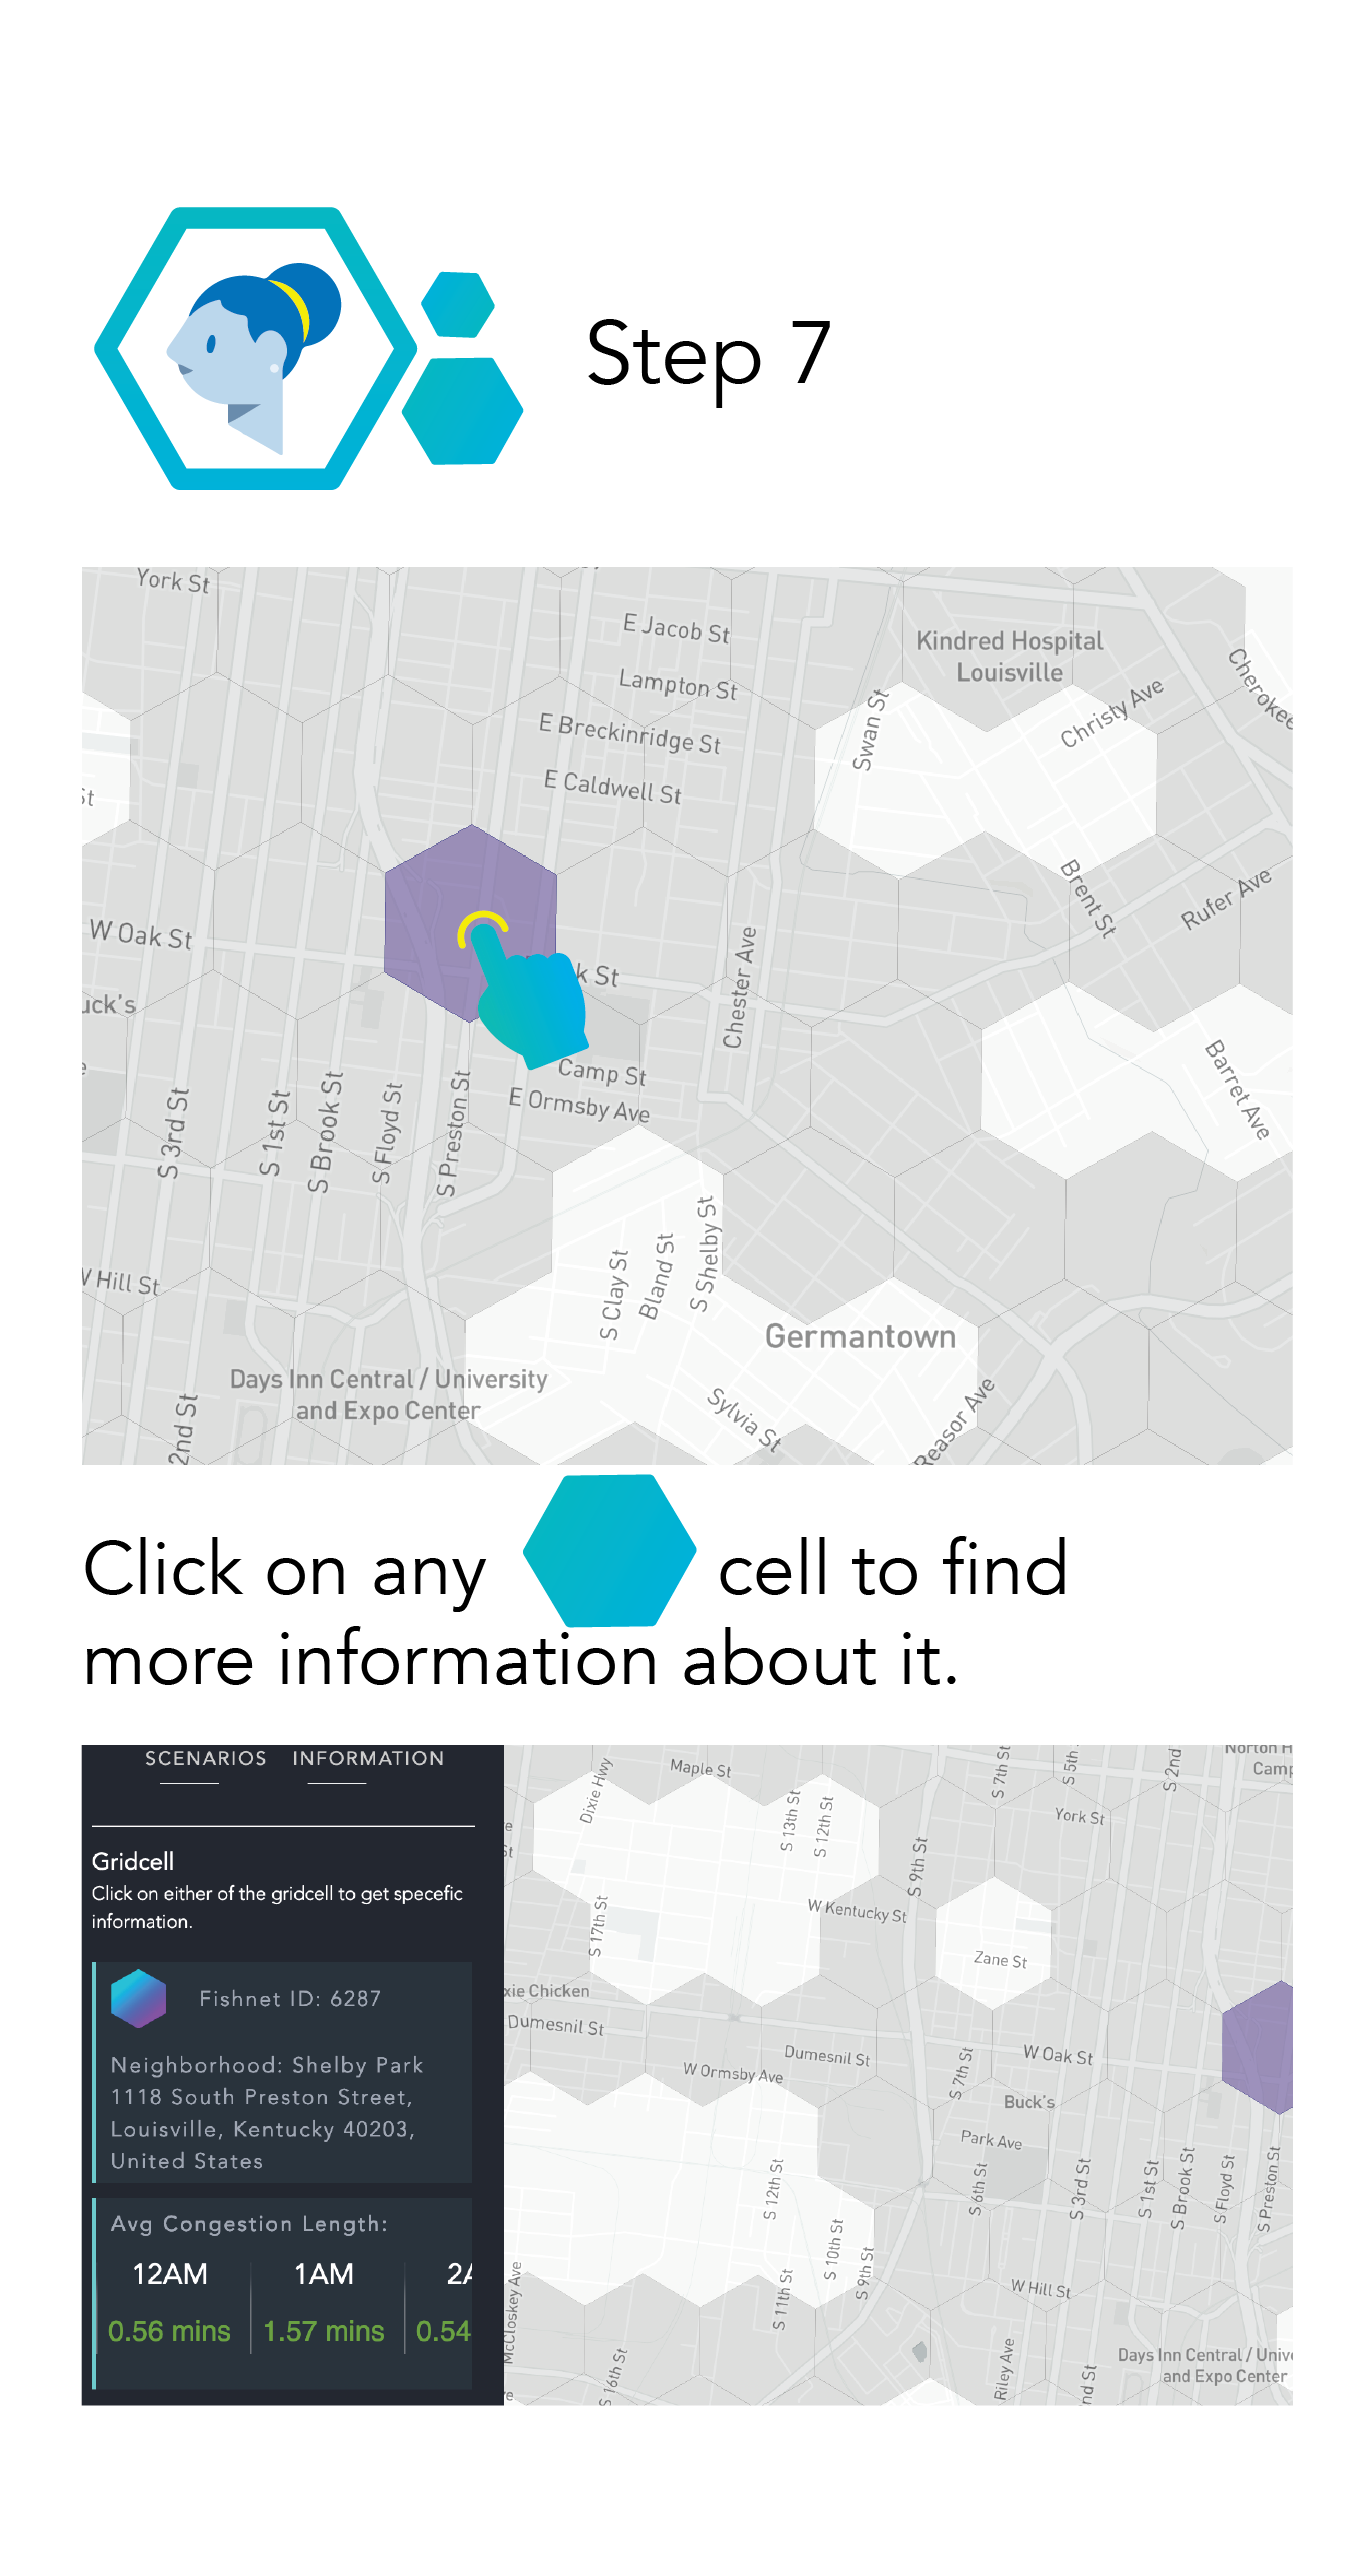 Step 7
York St
E Jacob St
Kindred Hospital
Louisville
Lampton St
Swan St
Christy Ave
E Breckinridge St
E Caldwell St
Brent St
Rufer Ave
W Oak St
k St
Chester Ave
Barret Ave
Camp St
E Ormsby Ave
S 3rd St
S 1st St
S Brook St
S Floyd St
S Preston St
S Clay St
Bland St
S Shelby St
Hill St
Germantown
Days Inn Central / University
and Expo Center
2nd St
Sylvia St
Reasor Ave
Click on any cell to find
more information about it.
SCENARIOS INFORMATION
Gridcell
Click on either of the gridcell to get specefic
information.
Fishnet ID: 6287
Neighborhood: Shelby Park
1118 South Preston Street,
Louisville, Kentucky 40203,
United States
Avg Congestion Length:
12AM 1AM
0.56 mins 1.57 mins 0.54
Dixie Hwy
Maple St
S 13th St
S 12th St
S 7th St
S 5th
S 2nd
York St
S 9th St
S 17th St
W Kentucky St
Zane St
xie Chicken
Dumesnil St
Dumesnil St
W Ormsby Ave
S 7th St
W Oak St
Buck's
Park Ave
S 12th St
S 6th St
S 3rd St
S 1st St
S Brook St
S Floyd St
S Preston St
S 10th St
S 9th St
S 11th St
McCloskey Ave
W Hill St
S 16th St
Riley Ave
nd St
Days Inn Central / Unive
and Expo Center